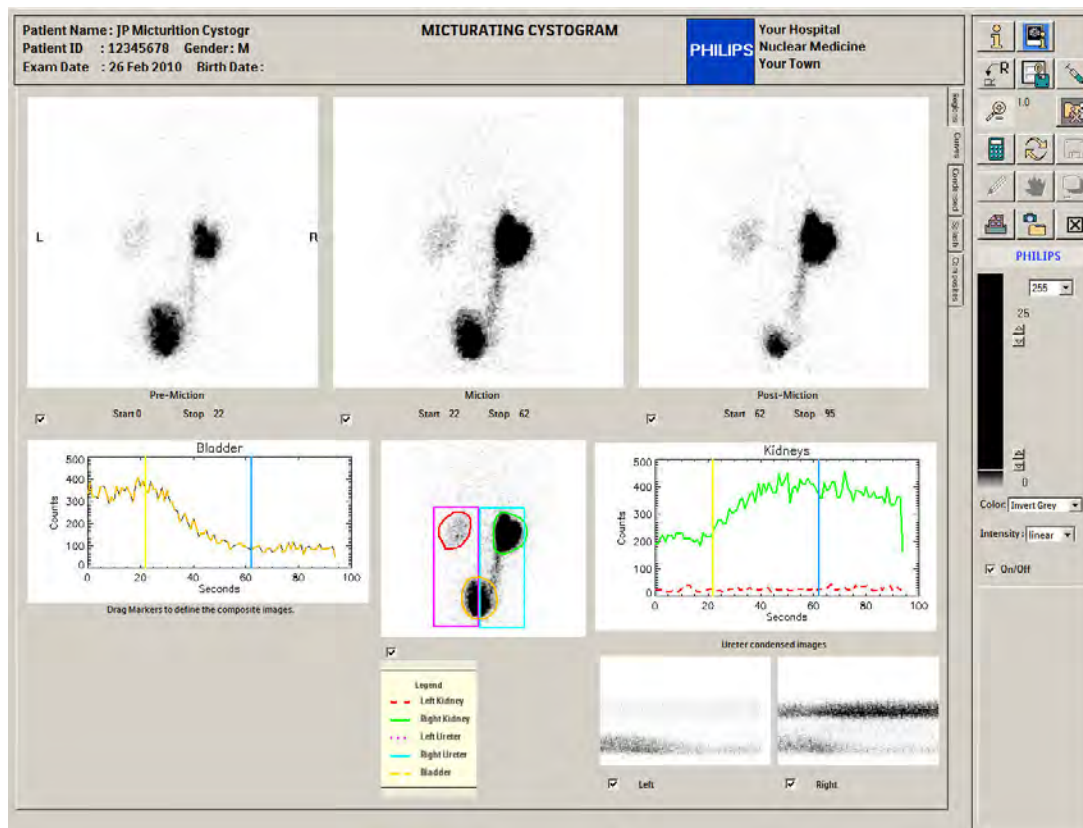 Patient Name : JP Micturition Cystogr
Patient ID : 12345678 Gender : M
Exam Date : 26 Feb 2010 Birth Date :
MICTURATING CYSTOGRAM
PHILIPS
Your Hospital
Nuclear Medicine
Your Town
R
1.0
Regions
Curves
Condensed
Splash
Composites
L
R
Pre-Miction
Start 0 Stop 22
Miction
Start 22 Stop 62
Post-Miction
Start 62 Stop 95
Bladder
500
400
300
200
100
0
Counts
0 20 40 60 80 100
Seconds
Drag Markers to define the composite images.
Kidneys
500
400
300
200
100
0
Counts
0 20 40 60 80 100
Seconds
Ureter condensed images
Legend
Left Kidney
Right Kidney
Left Ureter
Right Ureter
Bladder
Left
Right
PHILIPS
255
25
0
Color: Invert Grey
Intensity : linear
On/Off